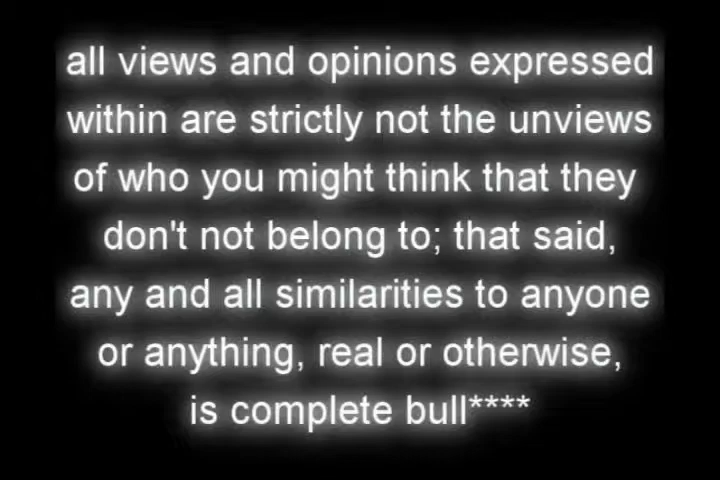 all views and opinions expressed
within are strictly not the unviews
of who you might think that they
don't not belong to; that said,
any and all similarities to anyone
or anything, real or otherwise,
is complete bull****